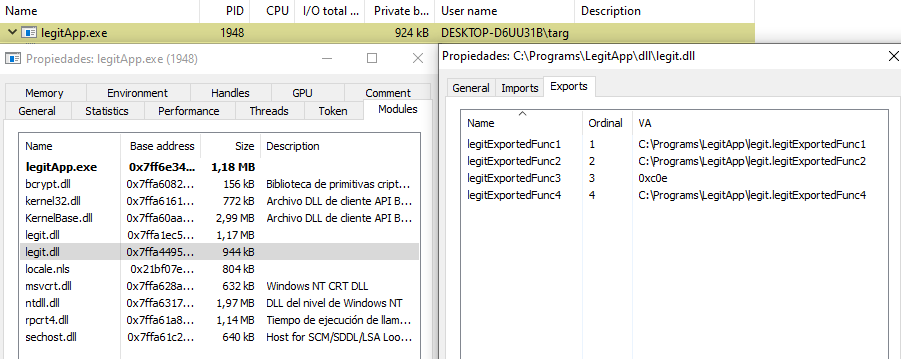 Name PID CPU I/O total ... Private b... User name Description
legitApp.exe 1948 924 kB DESKTOP-D6UU31B\targ
Propiedades: legitApp.exe (1948)
Memory Environment Handles GPU Comment
General Statistics Performance Threads Token Modules
Name Base address Size Description
legitApp.exe 0x7ff6e34... 1,18 MB
bcrypt.dll 0x7ffa6082... 156 kB Biblioteca de primitivas cript...
kernel32.dll 0x7ffa6161... 772 kB Archivo DLL de cliente API B...
KernelBase.dll 0x7ffa60aa... 2,99 MB Archivo DLL de cliente API B...
legit.dll 0x7ffa1ec5... 1,17 MB
legit.dll 0x7ffa4495... 944 kB
locale.nls 0x21bf07e... 804 kB
msvcrt.dll 0x7ffa628a... 632 kB Windows NT CRT DLL
ntdll.dll 0x7ffa6317... 1,97 MB DLL del nivel de Windows NT
rpcrt4.dll 0x7ffa61a8... 1,14 MB Tiempo de ejecución de llam...
sechost.dll 0x7ffa61c2... 640 kB Host for SCM/SDDL/LSA Loo...
Propiedades: C:\Programs\LegitApp\dll\legit.dll
General Imports Exports
Name Ordinal VA
legitExportedFunc1 1 C:\Programs\LegitApp\legit.legitExportedFunc1
legitExportedFunc2 2 C:\Programs\LegitApp\legit.legitExportedFunc2
legitExportedFunc3 3 0xc0e
legitExportedFunc4 4 C:\Programs\LegitApp\legit.legitExportedFunc4